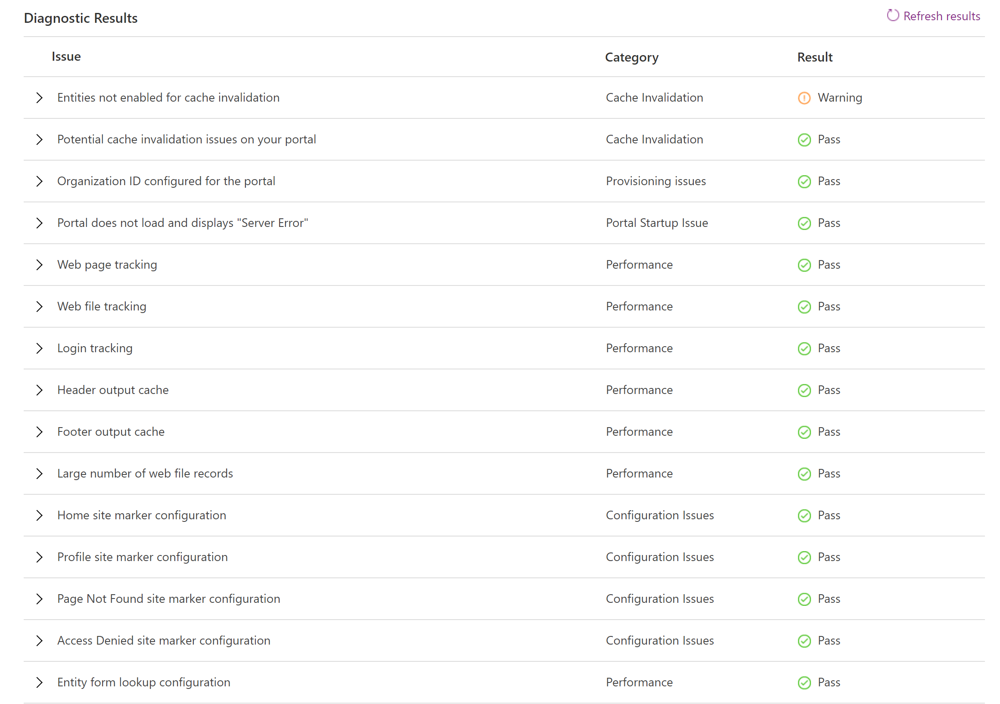 Diagnostic Results
Refresh results
Issue Category Result
Entities not enabled for cache invalidation Cache Invalidation Warning
Potential cache invalidation issues on your portal Cache Invalidation Pass
Organization ID configured for the portal Provisioning issues Pass
Portal does not load and displays "Server Error" Portal Startup Issue Pass
Web page tracking Performance Pass
Web file tracking Performance Pass
Login tracking Performance Pass
Header output cache Performance Pass
Footer output cache Performance Pass
Large number of web file records Performance Pass
Home site marker configuration Configuration Issues Pass
Profile site marker configuration Configuration Issues Pass
Page Not Found site marker configuration Configuration Issues Pass
Access Denied site marker configuration Configuration Issues Pass
Entity form lookup configuration Performance Pass